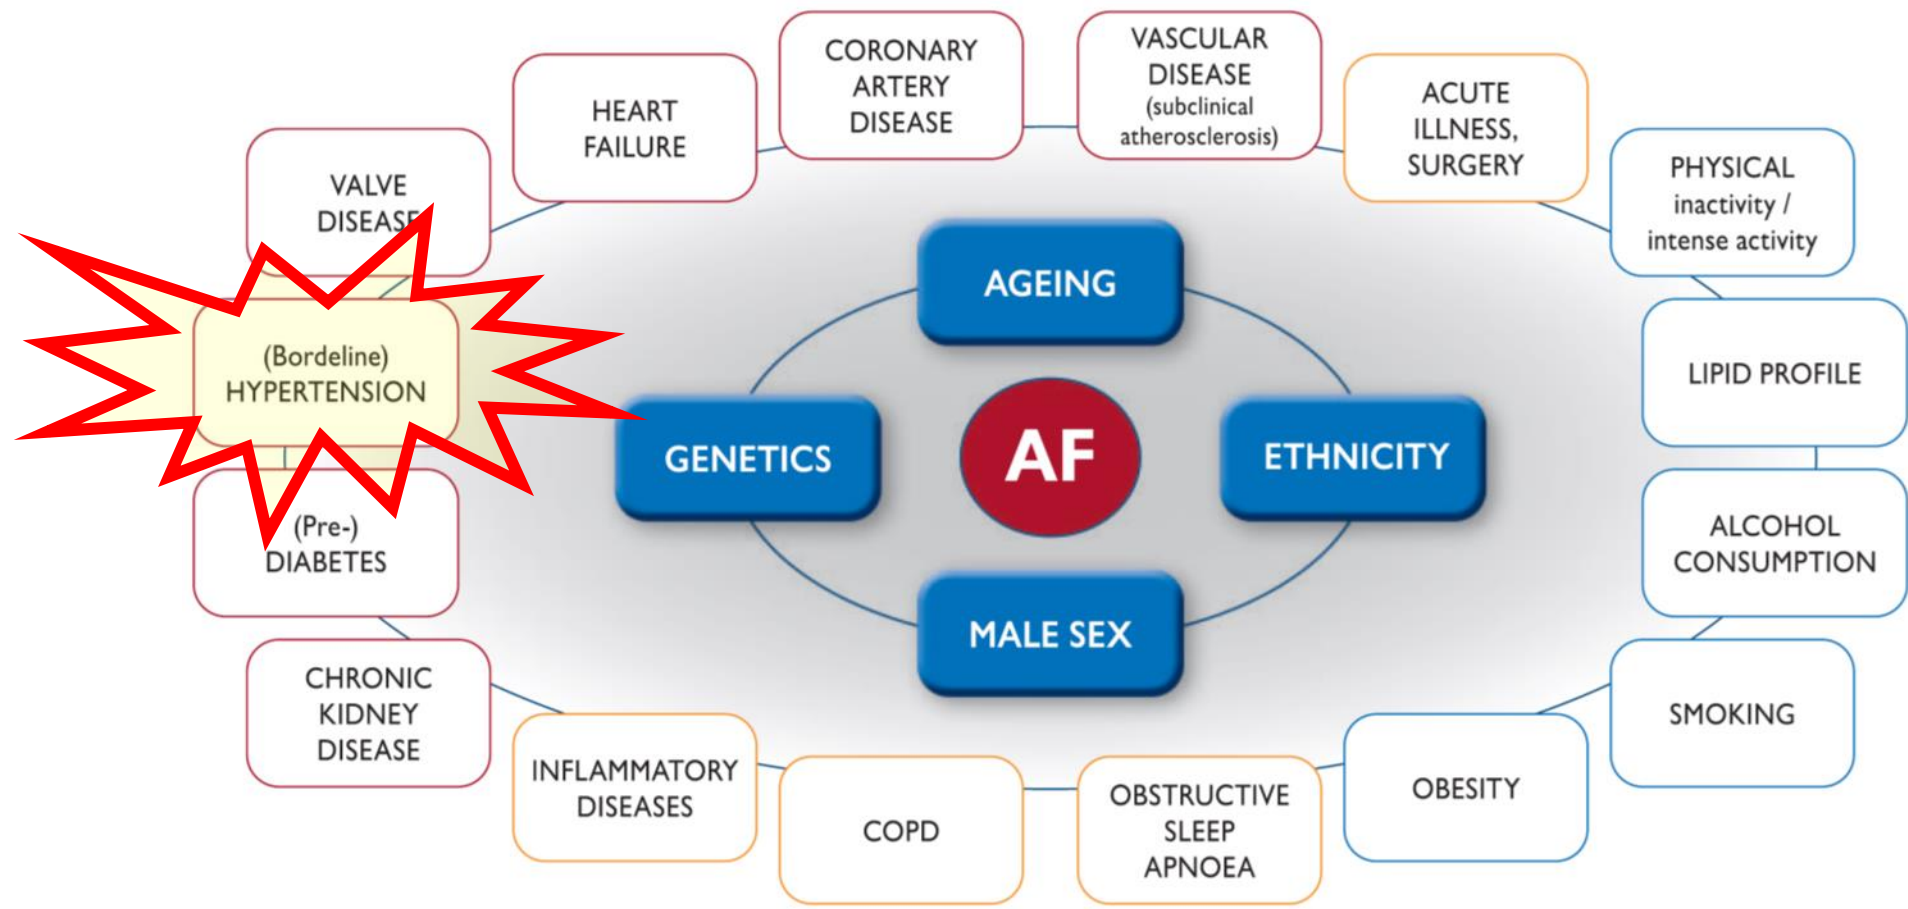 CORONARY
ARTERY
DISEASE
VASCULAR
DISEASE
(subclinical
atherosclerosis)
HEART
FAILURE
ACUTE
ILLNESS,
SURGERY
VALVE
DISEASE
PHYSICAL
inactivity /
intense activity
(Bordeline)
HYPERTENSION
LIPID PROFILE
(Pre-)
DIABETES
ALCOHOL
CONSUMPTION
CHRONIC
KIDNEY
DISEASE
SMOKING
INFLAMMATORY
DISEASES
COPD
OBSTRUCTIVE
SLEEP
APNOEA
OBESITY
AGEING
GENETICS
AF
ETHNICITY
MALE SEX